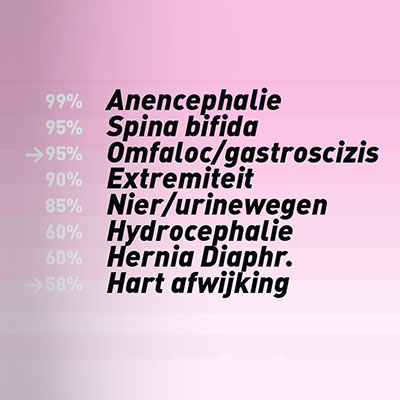 99% Anencephalie
95% Spina bifida
→95% Omfaloc/gastroscizis
90% Extremiteit
85% Nier/urinewegen
60% Hydrocephalie
60% Hernia Diaphr.
→58% Hart afwijking